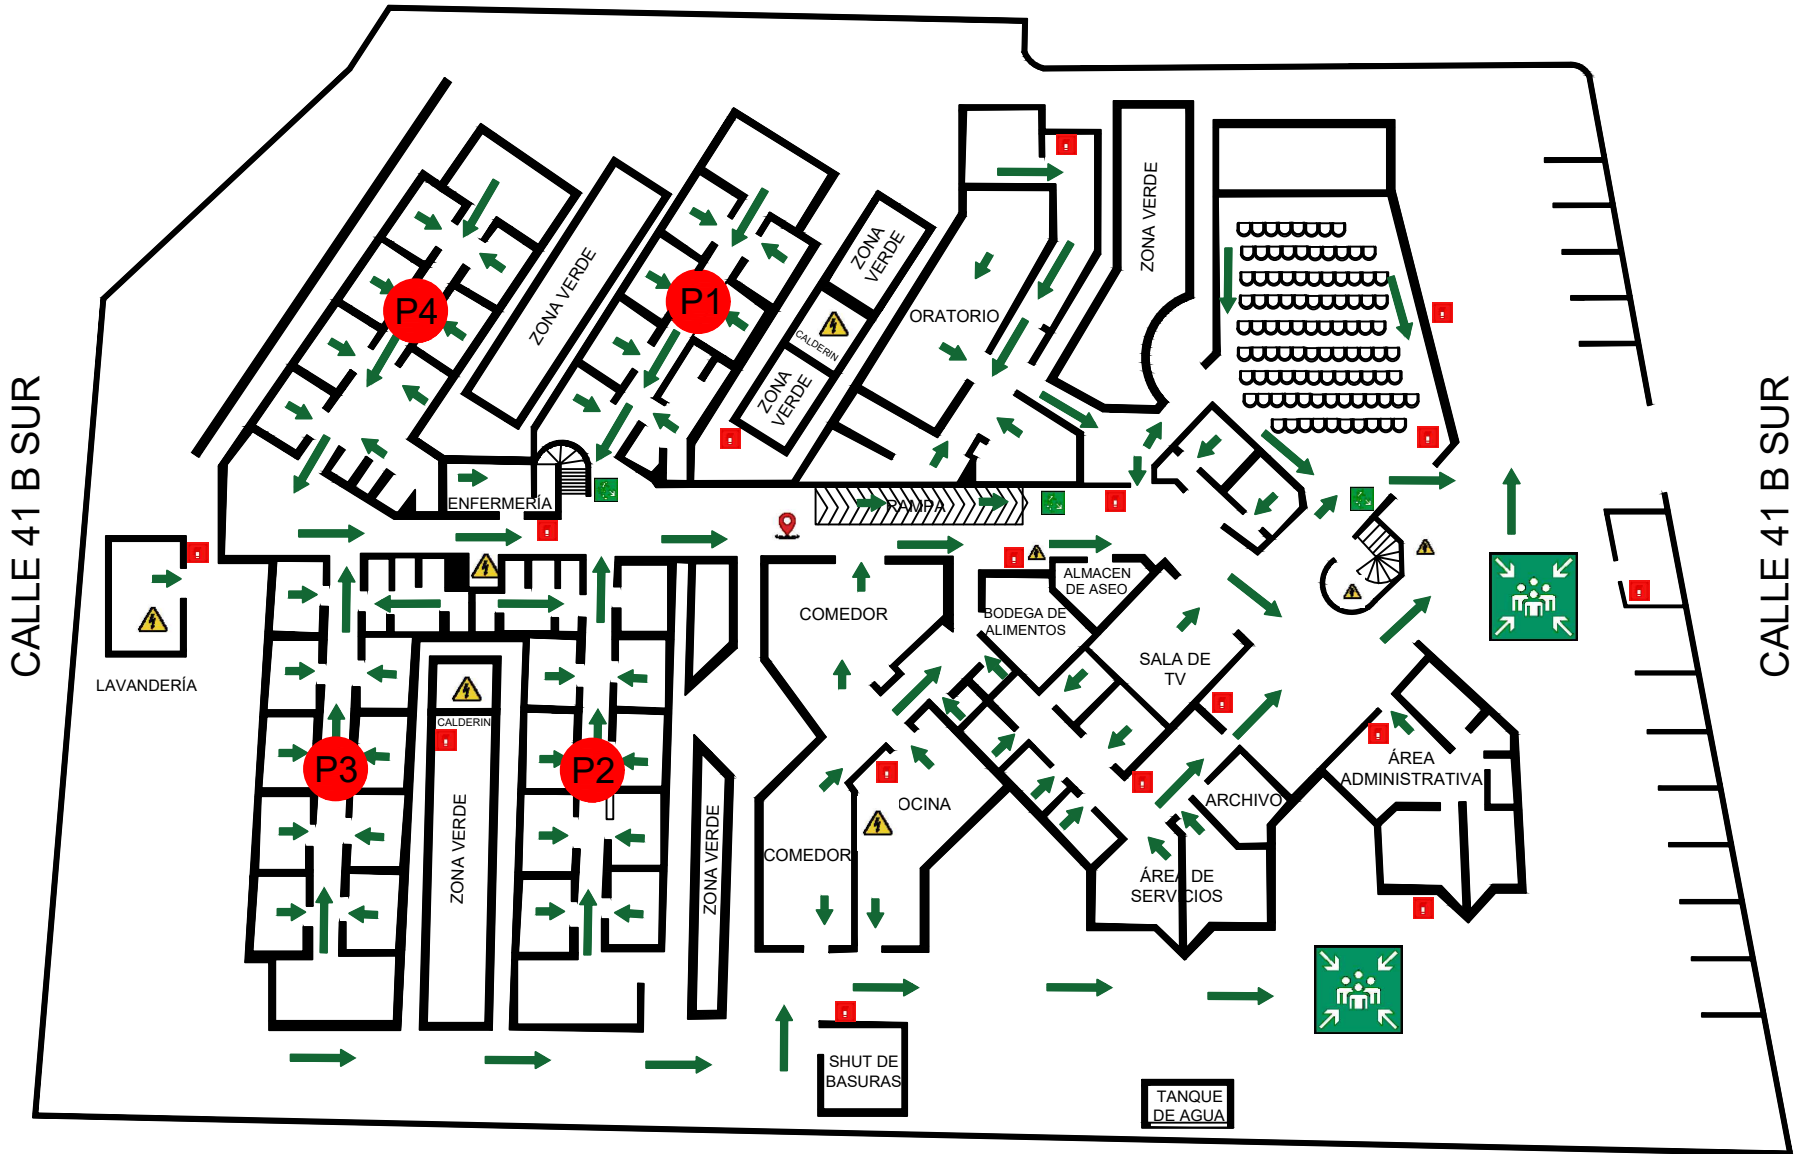 CALLE 41 B SUR
CALLE 41 B SUR
P4
P1
P3
P2
ZONA VERDE
ZONA
VERDE
CALDERIN
ZONA
VERDE
ORATORIO
ZONA VERDE
ENFERMERÍA
RAMPA
LAVANDERÍA
CALDERIN
ZONA VERDE
ZONA VERDE
COMEDOR
ALMACEN
DE ASEO
BODEGA DE
ALIMENTOS
SALA DE
TV
OCINA
COMEDOR
ARCHIVO
ÁREA
ADMINISTRATIVA
ÁREA DE
SERVICIOS
SHUT DE
BASURAS
TANQUE
DE AGUA